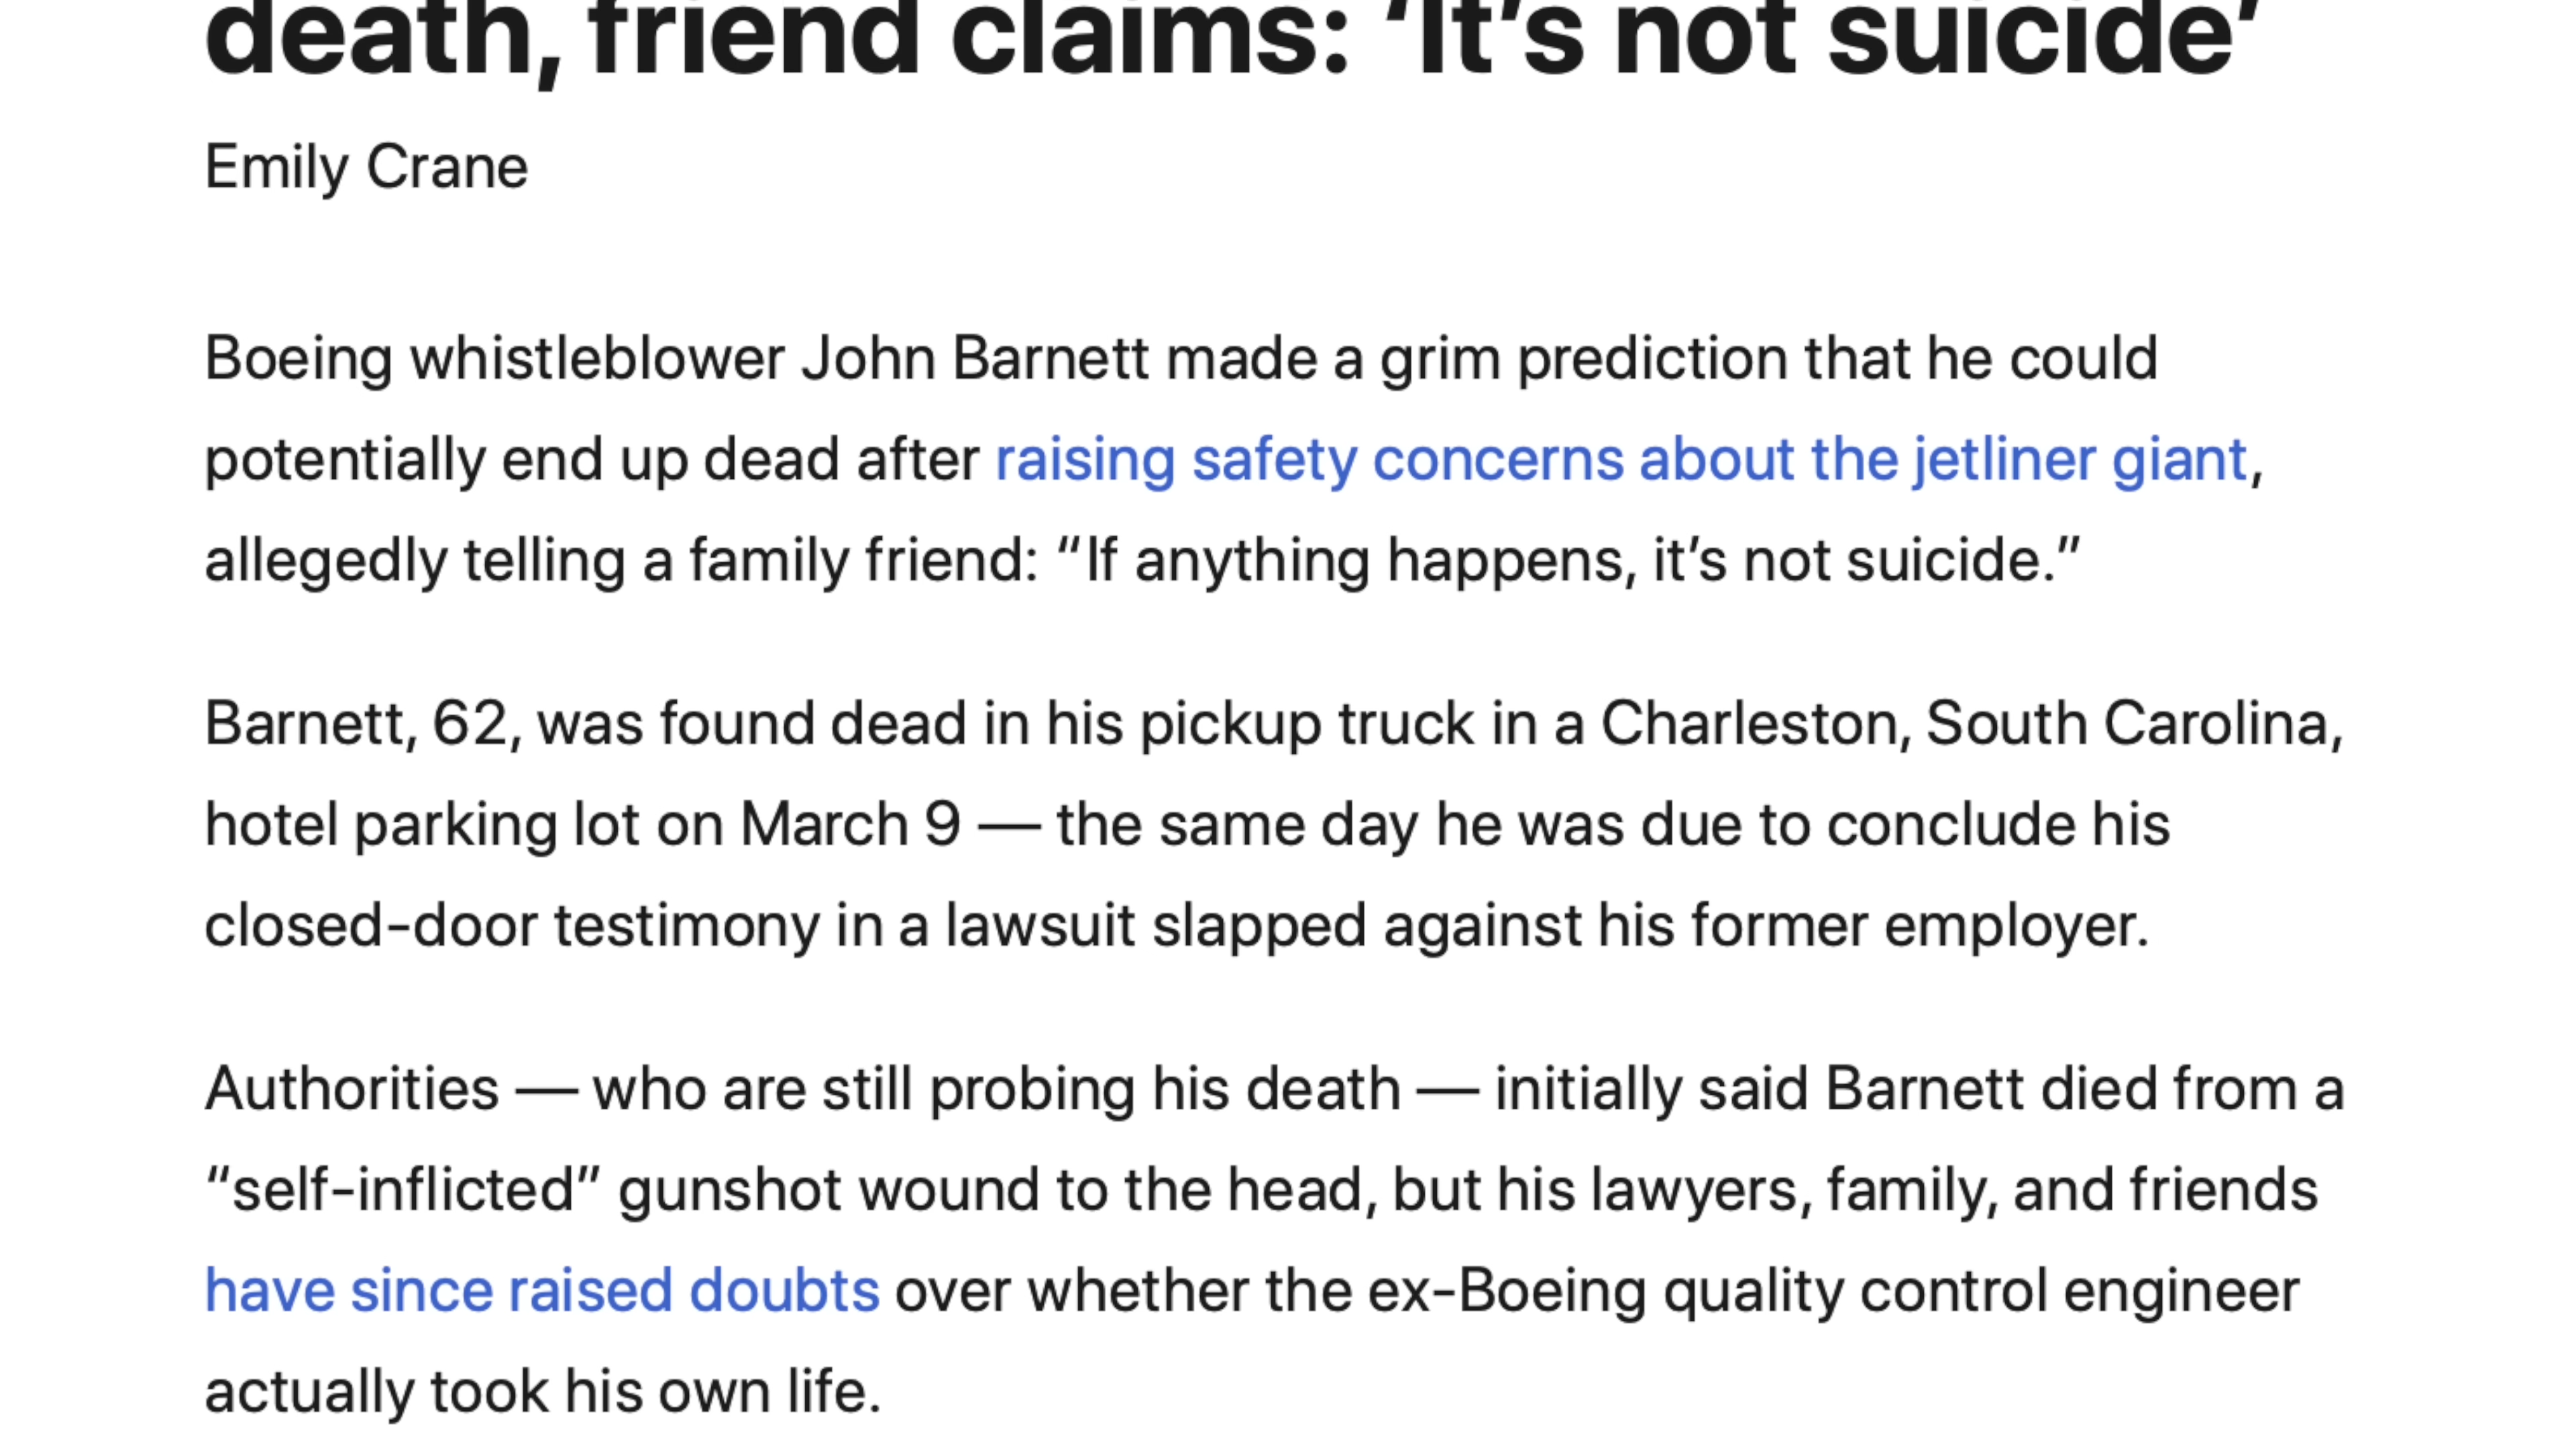 death, friend claims: ‘It’s not suicide’
Emily Crane
Boeing whistleblower John Barnett made a grim prediction that he could
potentially end up dead after raising safety concerns about the jetliner giant,
allegedly telling a family friend: “If anything happens, it’s not suicide.”
Barnett, 62, was found dead in his pickup truck in a Charleston, South Carolina,
hotel parking lot on March 9 — the same day he was due to conclude his
closed-door testimony in a lawsuit slapped against his former employer.
Authorities — who are still probing his death — initially said Barnett died from a
“self-inflicted” gunshot wound to the head, but his lawyers, family, and friends
have since raised doubts over whether the ex-Boeing quality control engineer
actually took his own life.